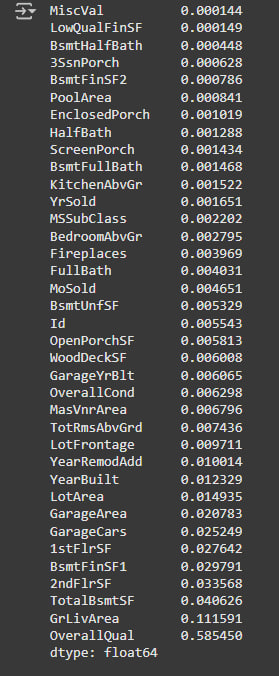 MiscVal 0.000144
LowQualFinSF 0.000149
BsmtHalfBath 0.000448
3SsnPorch 0.000628
BsmtFinSF2 0.000786
PoolArea 0.000841
EnclosedPorch 0.001019
HalfBath 0.001288
ScreenPorch 0.001434
BsmtFullBath 0.001468
KitchenAbvGr 0.001522
YrSold 0.001651
MSSubClass 0.002202
BedroomAbvGr 0.002795
Fireplaces 0.003969
FullBath 0.004031
MoSold 0.004651
BsmtUnfSF 0.005329
Id 0.005543
OpenPorchSF 0.005813
WoodDeckSF 0.006008
GarageYrBlt 0.006065
OverallCond 0.006298
MasVnrArea 0.006796
TotRmsAbvGrd 0.007436
LotFrontage 0.009711
YearRemodAdd 0.010014
YearBuilt 0.012329
LotArea 0.014935
GarageArea 0.020783
GarageCars 0.025249
1stFlrSF 0.027642
BsmtFinSF1 0.029791
2ndFlrSF 0.033568
TotalBsmtSF 0.040626
GrLivArea 0.111591
OverallQual 0.585450
dtype: float64